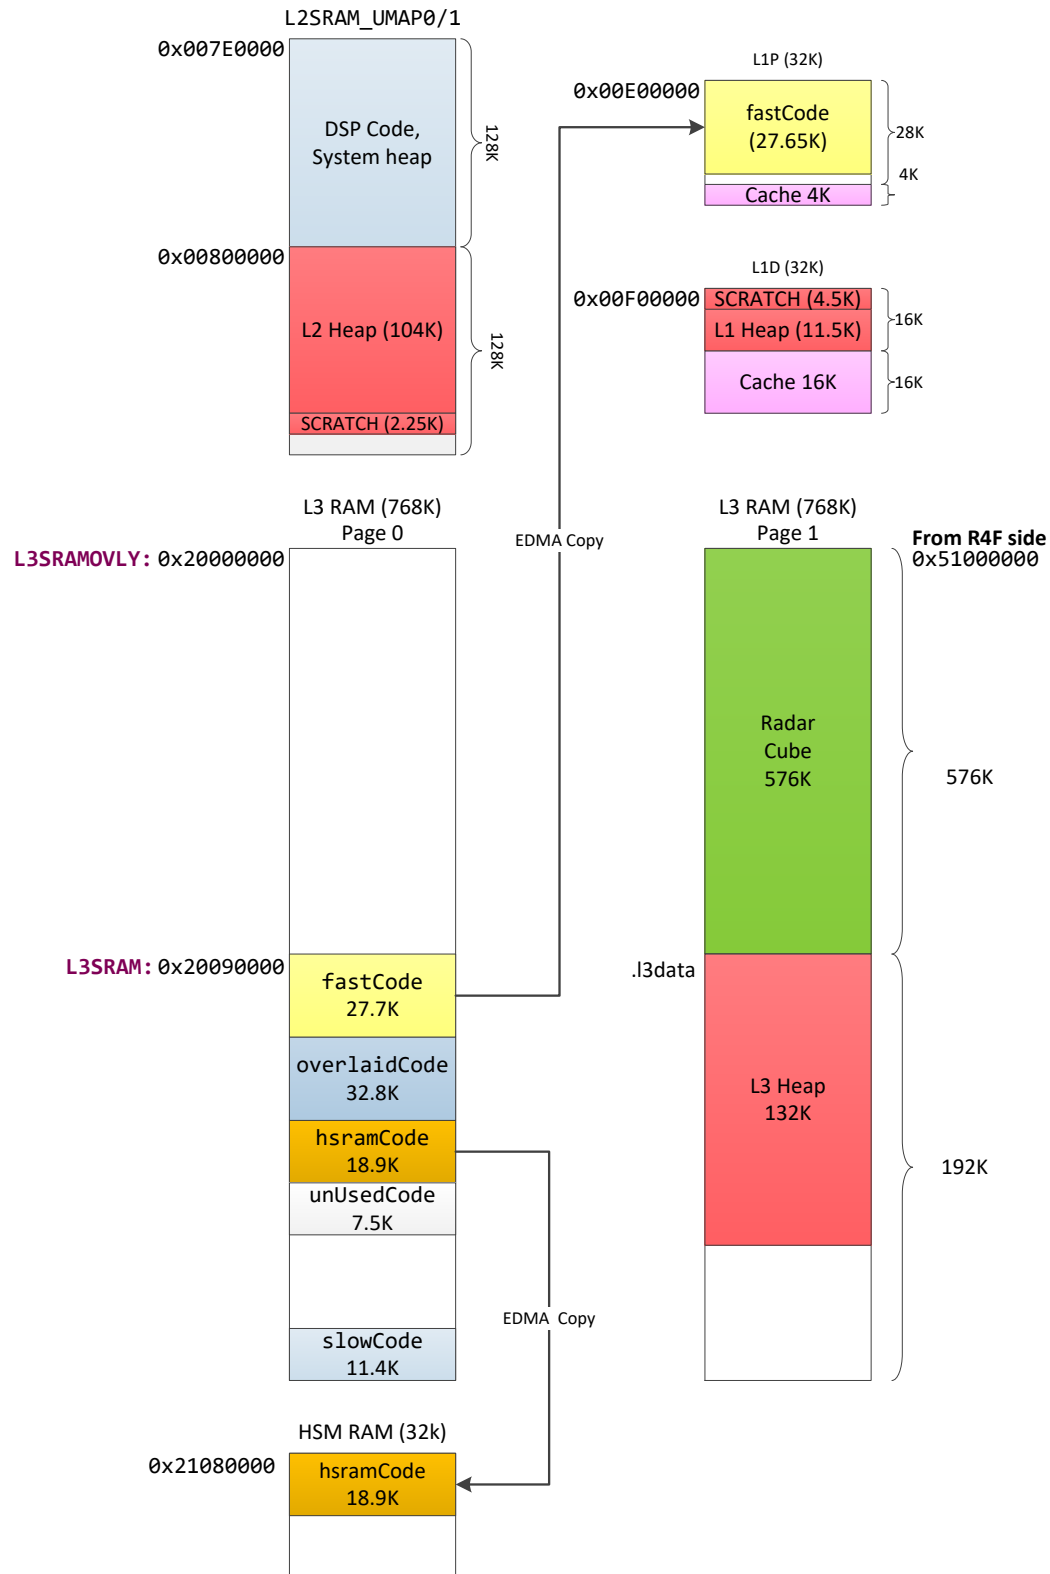 L2SRAM_UMAP0/1
0x007E0000
DSP Code,
System heap
128K
0x00800000
L2 Heap (104K)
SCRATCH (2.25K)
128K
L1P (32K)
0x00E00000
fastCode
(27.65K)
28K
4K
Cache 4K
L1D (32K)
0x00F00000
SCRATCH (4.5K)
L1 Heap (11.5K)
16K
Cache 16K
16K
EDMA Copy
L3 RAM (768K)
Page 0
L3SRAMOVLY: 0x20000000
L3SRAM: 0x20090000
fastCode
27.7K
overlaidCode
32.8K
hsramCode
18.9K
unUsedCode
7.5K
slowCode
11.4K
EDMA Copy
L3 RAM (768K)
Page 1
From R4F side
0x51000000
Radar
Cube
576K
576K
.l3data
L3 Heap
132K
192K
HSM RAM (32k)
0x21080000
hsramCode
18.9K